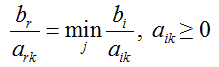 b_r / a_rk = min_j b_i / a_ik , a_ik ≥ 0